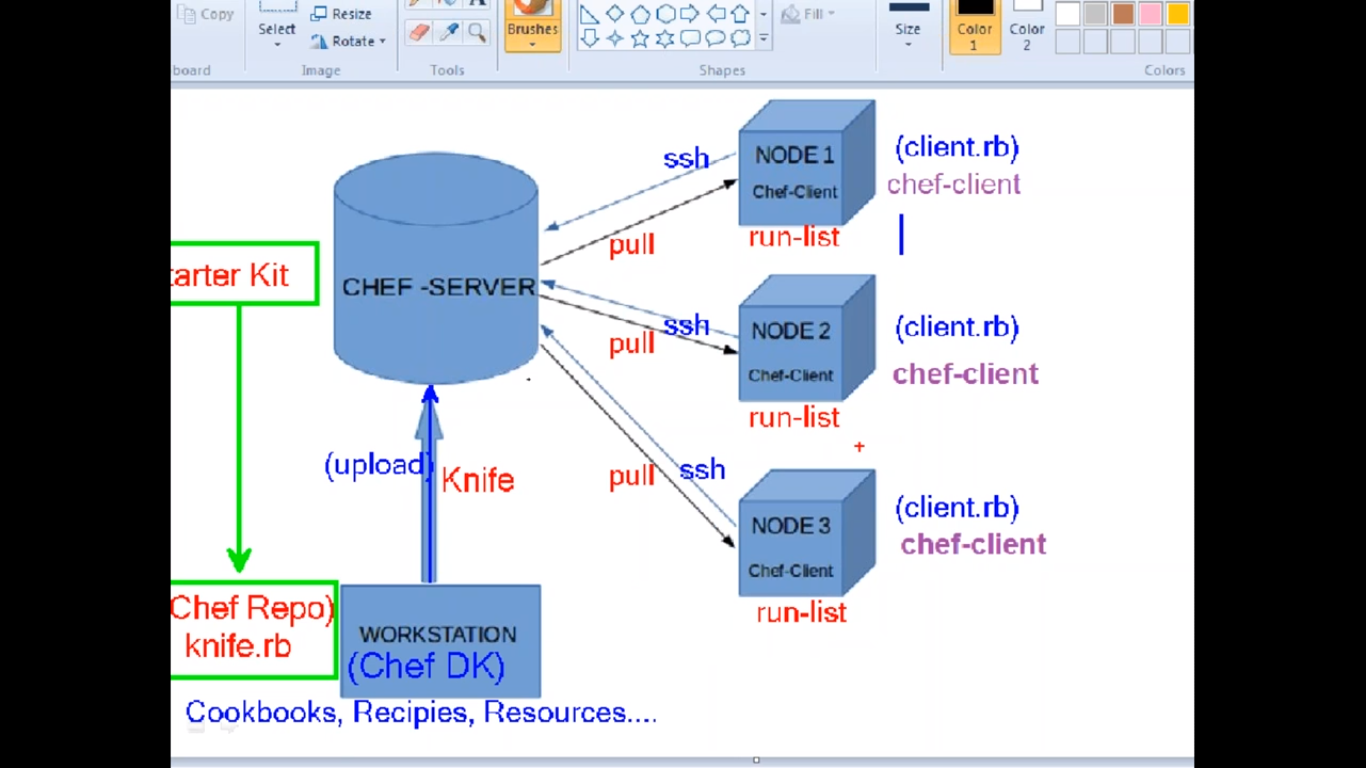 Copy
Resize
Select
Rotate
Brushes
Fill
Size
Color 1
Color 2
board
Image
Tools
Shapes
Colors
ssh
NODE 1
(client.rb)
Chef-Client
chef-client
pull
run-list
tarter Kit
CHEF -SERVER
ssh
NODE 2
(client.rb)
pull
Chef-Client
chef-client
run-list
(upload)
Knife
pull
ssh
NODE 3
(client.rb)
chef-client
Chef-Client
run-list
(Chef Repo)
knife.rb
WORKSTATION
(Chef DK)
Cookbooks, Recipies, Resources....